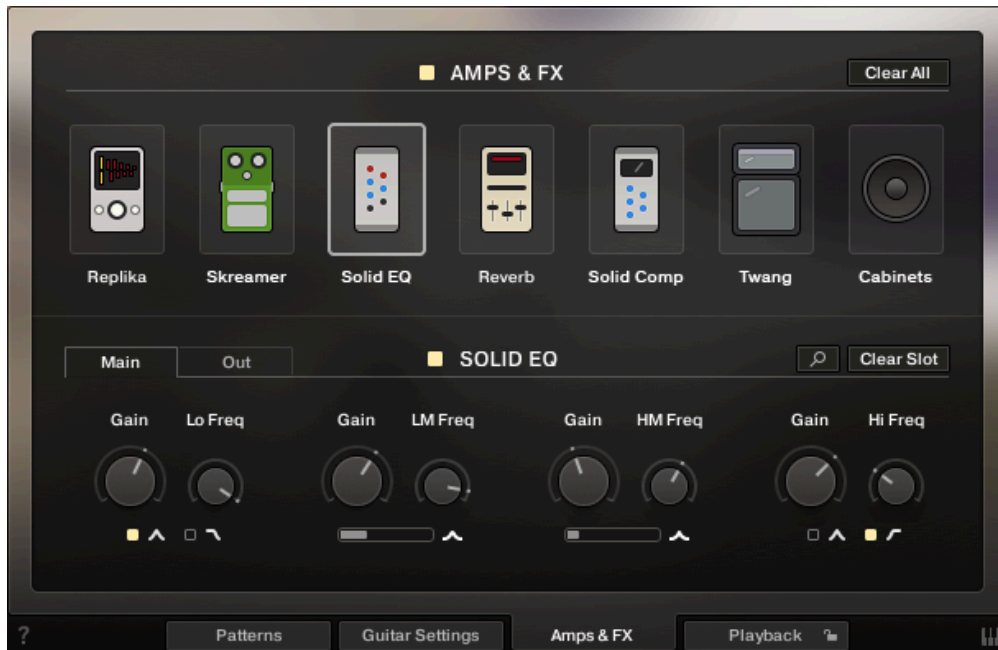 AMPS & FX
Clear All
Replika
Skreamer
Solid EQ
Reverb
Solid Comp
Twang
Cabinets
Main
Out
SOLID EQ
Clear Slot
Gain
Lo Freq
Gain
LM Freq
Gain
HM Freq
Gain
Hi Freq
?
Patterns
Guitar Settings
Amps & FX
Playback